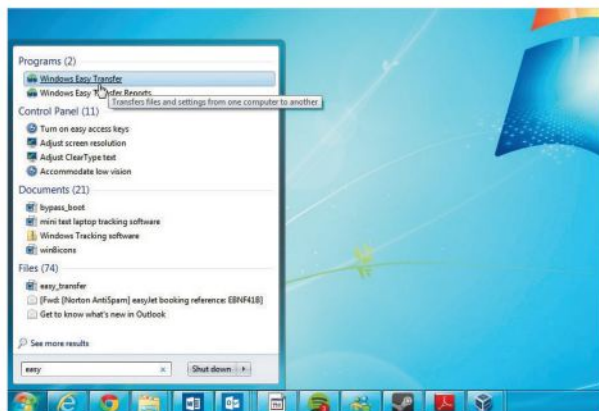 Programs (2)
Windows Easy Transfer
Windows Easy Transfer Reports
Transfers files and settings from one computer to another
Control Panel (11)
Turn on easy access keys
Adjust screen resolution
Adjust ClearType text
Accommodate low vision
Documents (21)
bypass_boot
mini test laptop tracking software
Windows Tracking software
win8icons
Files (74)
easy_transfer
[Fwd: [Norton AntiSpam] easyJet booking reference: EBNF418]
Get to know what's new in Outlook
See more results
easy
Shut down